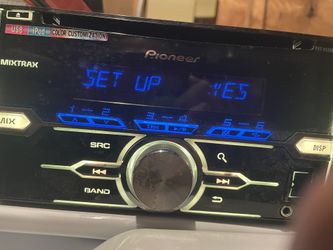 USB iPod COLOR CUSTOMIZATION
Pioneer
MIXTRAX
SET UP YES
1 2 3 4 5 6
MIX
SRC
DISP
BAND